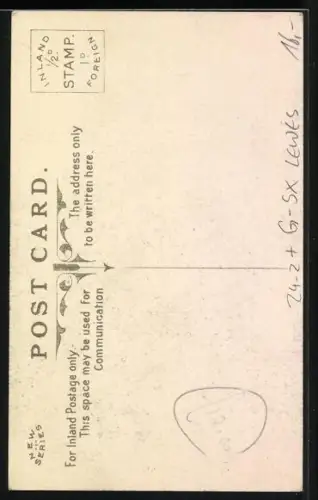 NEW
SERIES
POST CARD.
INLAND
½D
STAMP.
1D
FOREIGN
For Inland Postage only.-
This space may be used for
Communication
The address only
to be written here.
24-2+ G-SX LEWES
16,-